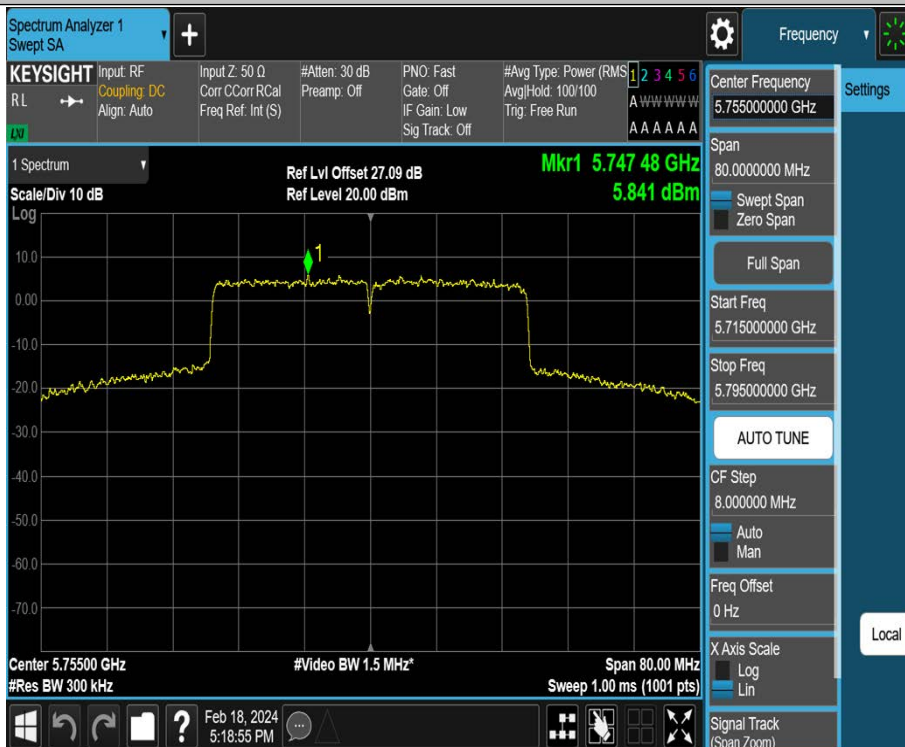 Spectrum Analyzer 1
Swept SA
+
Frequency
KEYSIGHT
RL
LXI
Input: RF
Coupling: DC
Align: Auto
Input Z: 50 Ω
Corr CCorr RCal
Freq Ref: Int (S)
#Atten: 30 dB
Preamp: Off
PNO: Fast
Gate: Off
IF Gain: Low
Sig Track: Off
#Avg Type: Power (RMS
Avg|Hold: 100/100
Trig: Free Run
1 2 3 4 5 6
A W W W W W
A A A A A A
1 Spectrum
Scale/Div 10 dB
Log
Ref Lvl Offset 27.09 dB
Ref Level 20.00 dBm
Mkr1 5.747 48 GHz
5.841 dBm
1
10.0
0.00
-10.0
-20.0
-30.0
-40.0
-50.0
-60.0
-70.0
Center 5.75500 GHz
#Res BW 300 kHz
#Video BW 1.5 MHz*
Span 80.00 MHz
Sweep 1.00 ms (1001 pts)
?
Feb 18, 2024
5:18:55 PM
Center Frequency
5.755000000 GHz
Span
80.0000000 MHz
Swept Span
Zero Span
Full Span
Start Freq
5.715000000 GHz
Stop Freq
5.795000000 GHz
AUTO TUNE
CF Step
8.000000 MHz
Auto
Man
Freq Offset
0 Hz
X Axis Scale
Log
Lin
Signal Track
(Span Zoom)
Settings
Local